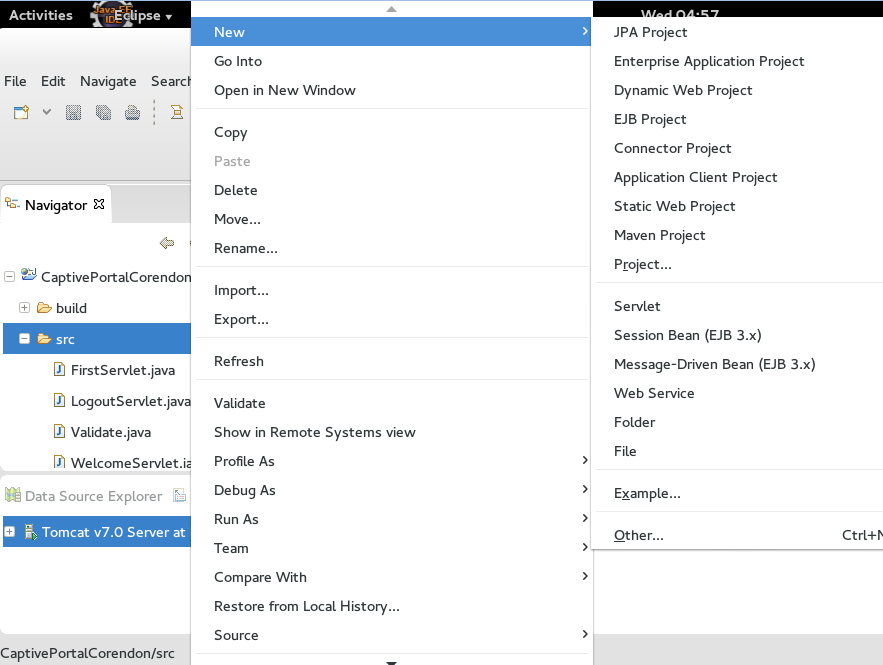 Activities
Java EE
IDE
Eclipse
Wed 04:57
File Edit Navigate Search
Navigator
CaptivePortalCorendon
build
src
FirstServlet.java
LogoutServlet.java
Validate.java
WelcomeServlet.ja
Data Source Explorer
Tomcat v7.0 Server at
CaptivePortalCorendon/src
New
Go Into
Open in New Window
Copy
Paste
Delete
Move...
Rename...
Import...
Export...
Refresh
Validate
Show in Remote Systems view
Profile As
Debug As
Run As
Team
Compare With
Restore from Local History...
Source
JPA Project
Enterprise Application Project
Dynamic Web Project
EJB Project
Connector Project
Application Client Project
Static Web Project
Maven Project
Project...
Servlet
Session Bean (EJB 3.x)
Message-Driven Bean (EJB 3.x)
Web Service
Folder
File
Example...
Other... Ctrl+N